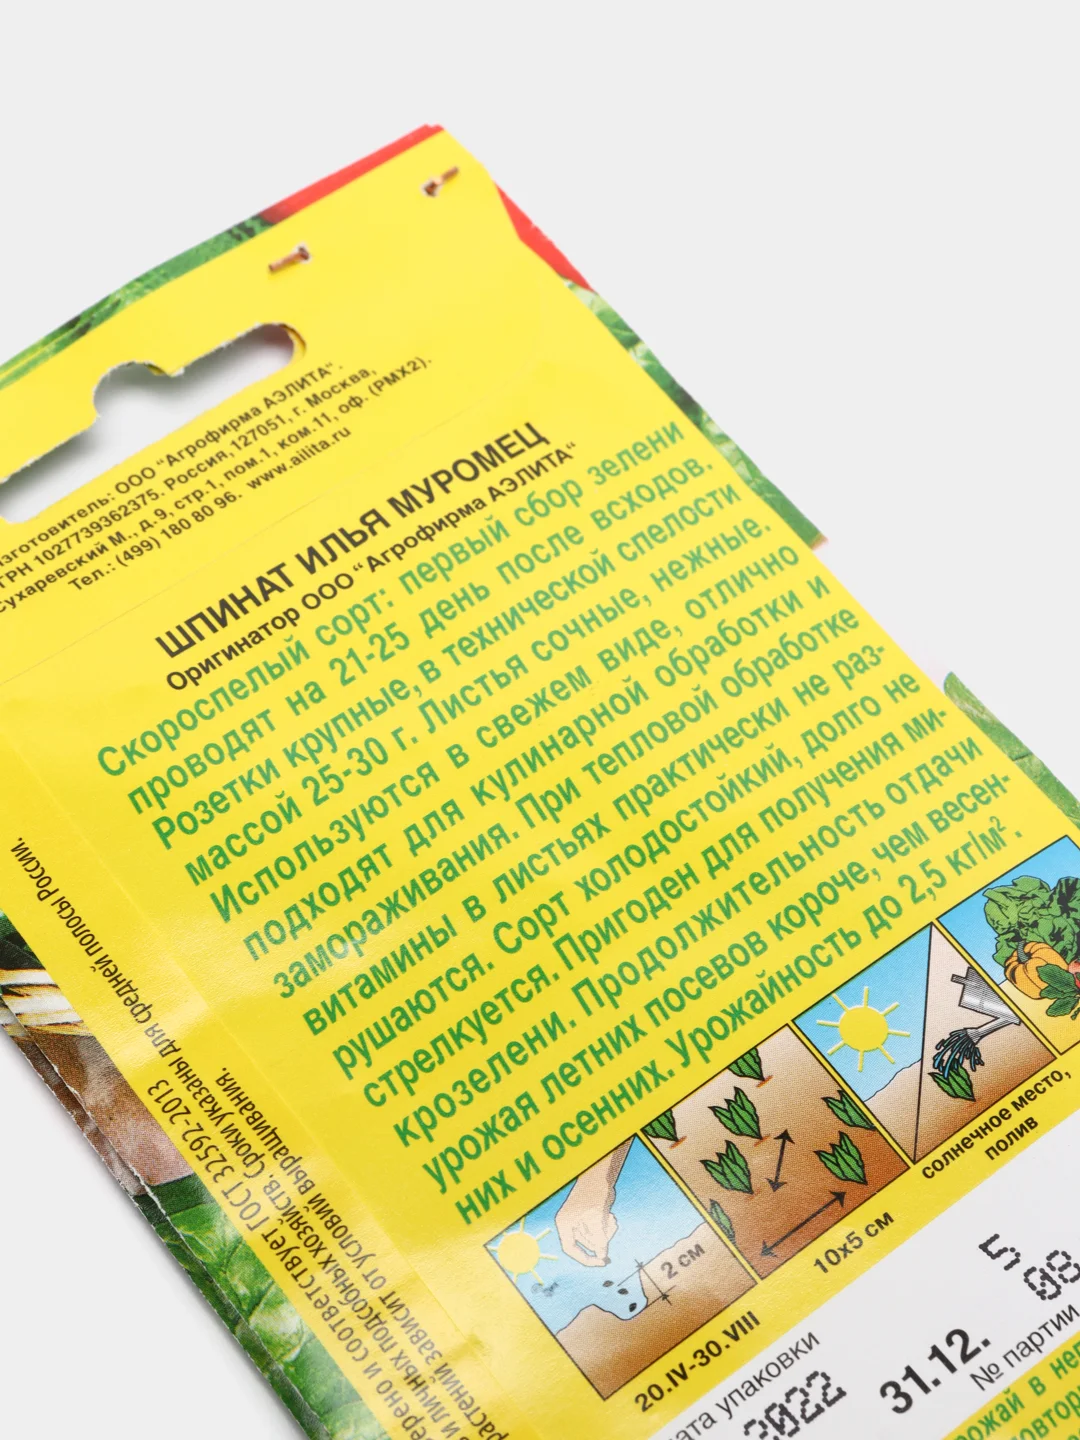 Изготовитель: ООО "Агрофирма АЭЛИТА".
ОГРН 1027739362375. Россия, 127051, г. Москва,
Сухаревский М., д. 9, стр.1, пом.1, ком.11, оф. (РМХ2).
Тел.: (499) 180 80 96. www.ailita.ru
ШПИНАТ ИЛЬЯ МУРОМЕЦ
Оригинатор ООО "Агрофирма АЭЛИТА"
Скороспелый сорт: первый сбор зелени
проводят на 21-25 день после всходов.
Розетки крупные, в технической спелости
массой 25-30 г. Листья сочные, нежные.
Используются в свежем виде, отлично
подходят для кулинарной обработки и
замораживания. При тепловой обработке
витамины в листьях практически не раз-
рушаются. Сорт холодостойкий, долго не
стрелкуется. Пригоден для получения ми-
крозелени. Продолжительность отдачи
урожая летних посевов короче, чем весен-
них и осенних. Урожайность до 2,5 кг/м².
2 см
20.IV-30.VIII
10х5 см
солнечное место,
полив
дата упаковки
2022
31.12.
№ партии
соответствует ГОСТ 32592-2013
и личных подсобных хозяйств. Сроки указаны для средней полосы России.
растений зависит от условий выращивания.